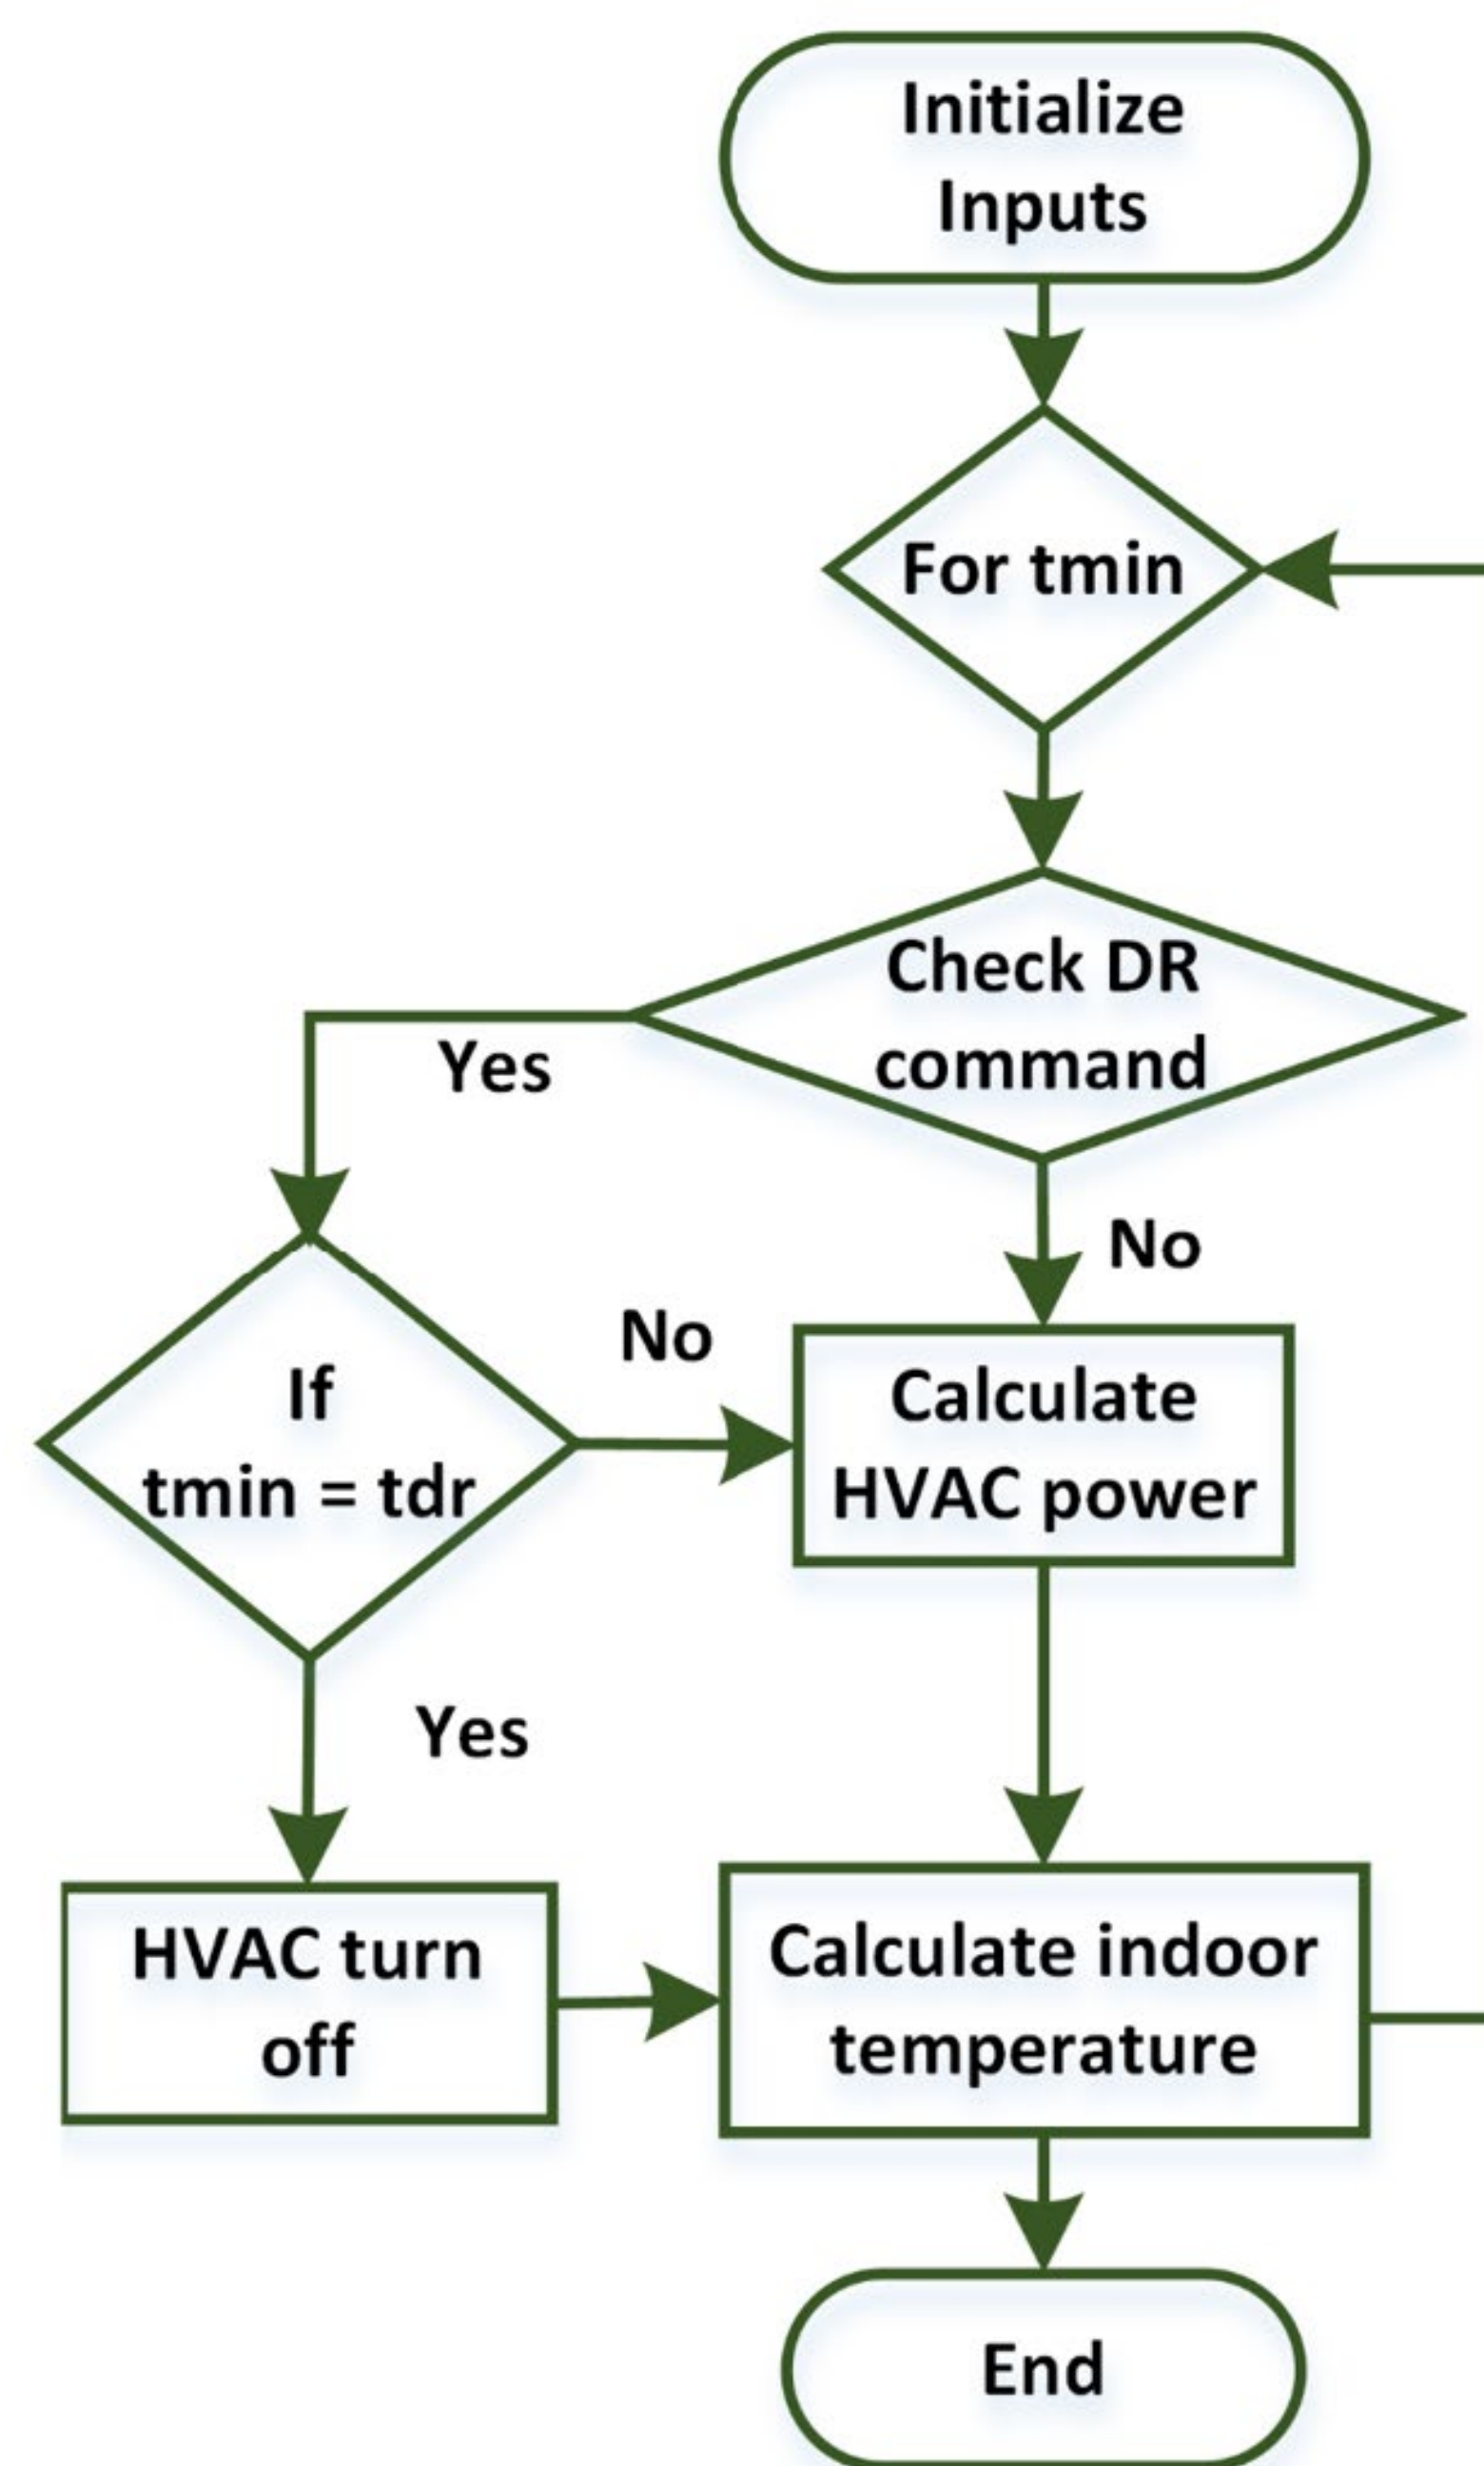 Initialize
Inputs
For tmin
Check DR
command
Yes
No
No
If
tmin = tdr
Calculate
HVAC power
Yes
HVAC turn
off
Calculate indoor
temperature
End